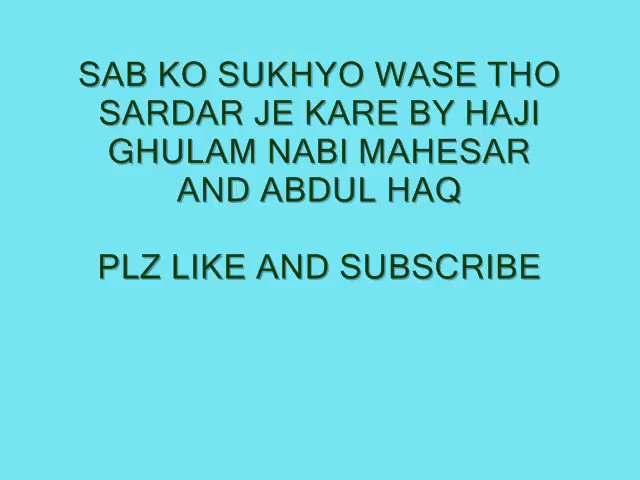 SAB KO SUKHYO WASE THO
SARDAR JE KARE BY HAJI
GHULAM NABI MAHESAR
AND ABDUL HAQ
PLZ LIKE AND SUBSCRIBE